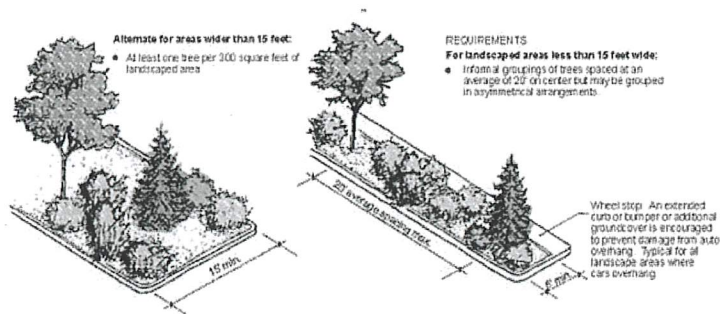 Alternate for areas wider than 15 feet:
At least one tree per 300 square feet of
landscaped area
REQUIREMENTS
For landscaped areas less than 15 feet wide:
Informal groupings of trees spaced at an
average of 20' on center but may be grouped
in asymmetrical arrangements
Wheel stop. An extended
curb or bumper or additional
groundcover is encouraged
to prevent damage from auto
overhang. Typical for all
landscape areas where
cars overhang
20' average spacing max.
15' min.
min.